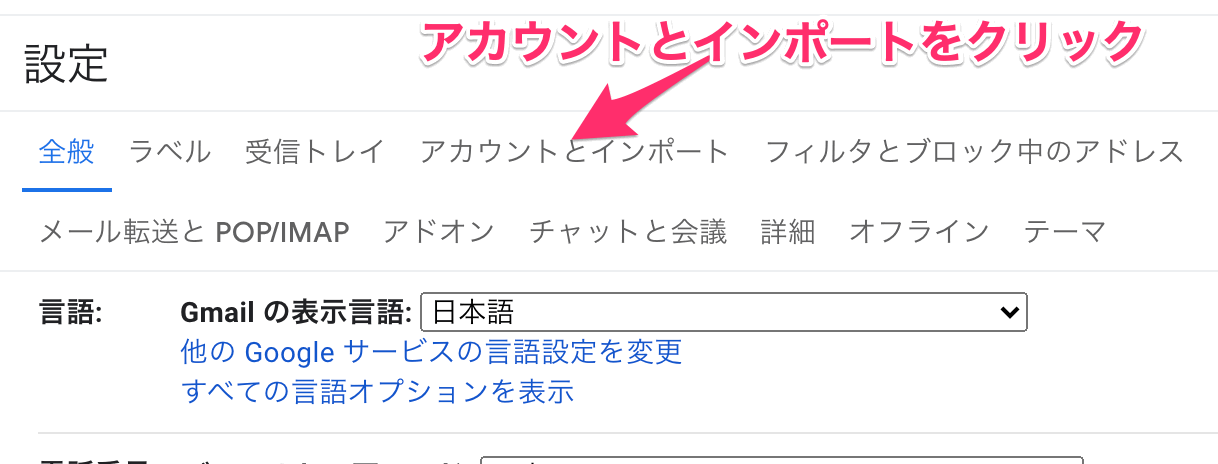 アカウントとインポートをクリック
設定
全般 ラベル 受信トレイ アカウントとインポート フィルタとブロック中のアドレス
メール転送と POP/IMAP アドオン チャットと会議 詳細 オフライン テーマ
言語: Gmail の表示言語: 日本語
他の Google サービスの言語設定を変更
すべての言語オプションを表示